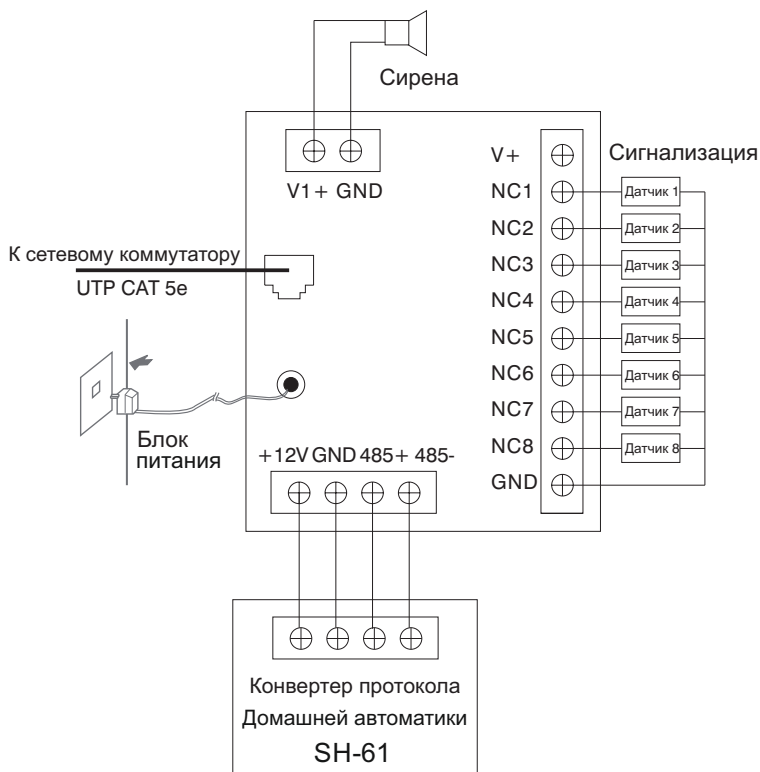 Сирена
V1+ GND
К сетевому коммутатору
UTP CAT 5e
Блок
питания
+12V GND 485+ 485-
Сигнализация
V+
NC1 Датчик 1
NC2 Датчик 2
NC3 Датчик 3
NC4 Датчик 4
NC5 Датчик 5
NC6 Датчик 6
NC7 Датчик 7
NC8 Датчик 8
GND
Конвертер протокола
Домашней автоматики
SH-61